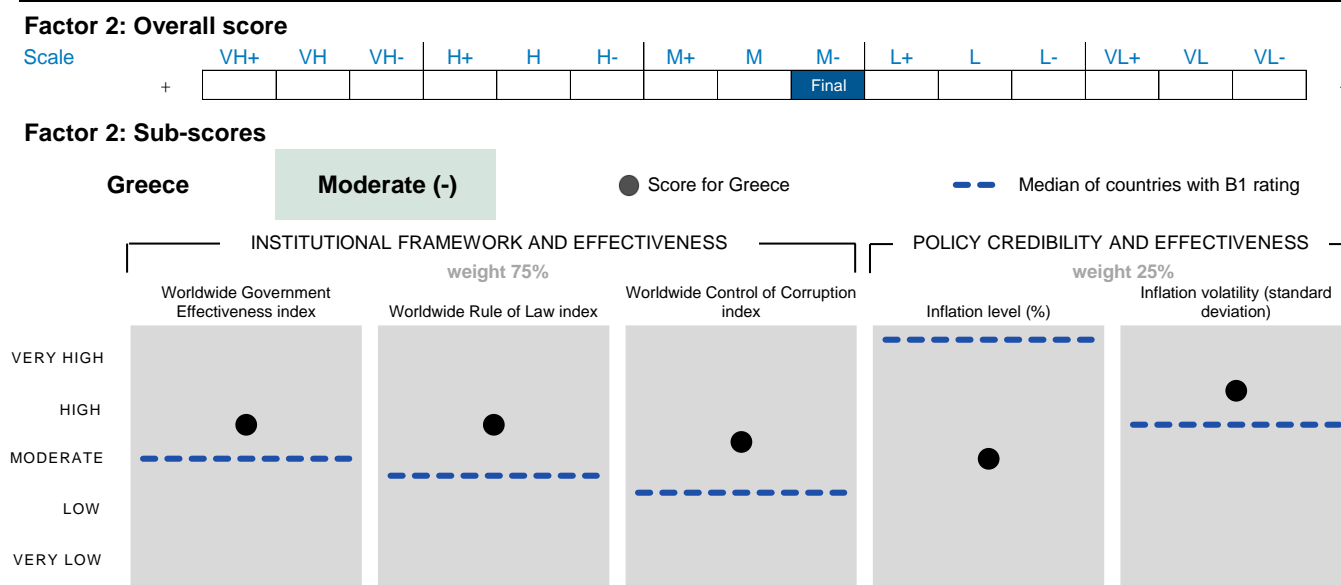 Factor 2: Overall score
Scale VH+ VH VH- H+ H H- M+ M M- L+ L L- VL+ VL VL-
+ Final
Factor 2: Sub-scores
Greece Moderate (-) Score for Greece Median of countries with B1 rating
INSTITUTIONAL FRAMEWORK AND EFFECTIVENESS POLICY CREDIBILITY AND EFFECTIVENESS
weight 75% weight 25%
Worldwide Government
Effectiveness index
Worldwide Rule of Law index
Worldwide Control of Corruption
index
Inflation level (%)
Inflation volatility (standard
deviation)
VERY HIGH
HIGH
MODERATE
LOW
VERY LOW